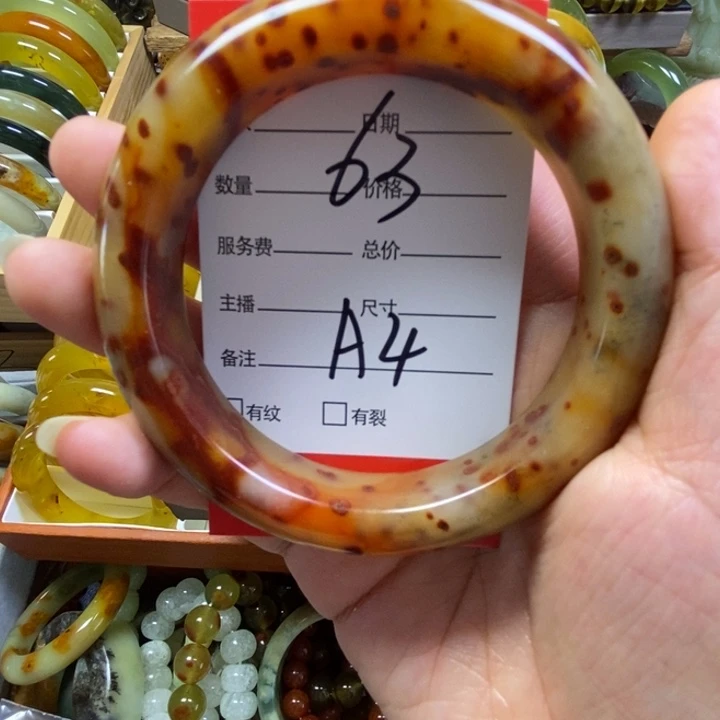 日期
63
数量 价格
服务费 总价
主播 尺寸
A4
备注
有纹 有裂